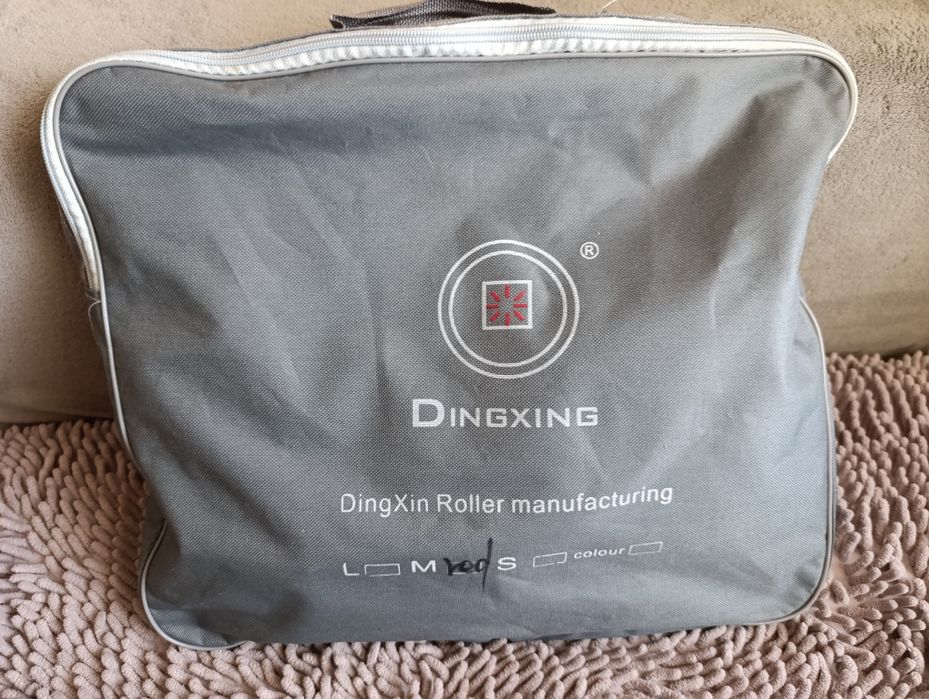 ®
DINGXING
DingXin Roller manufacturing
L M red S colour